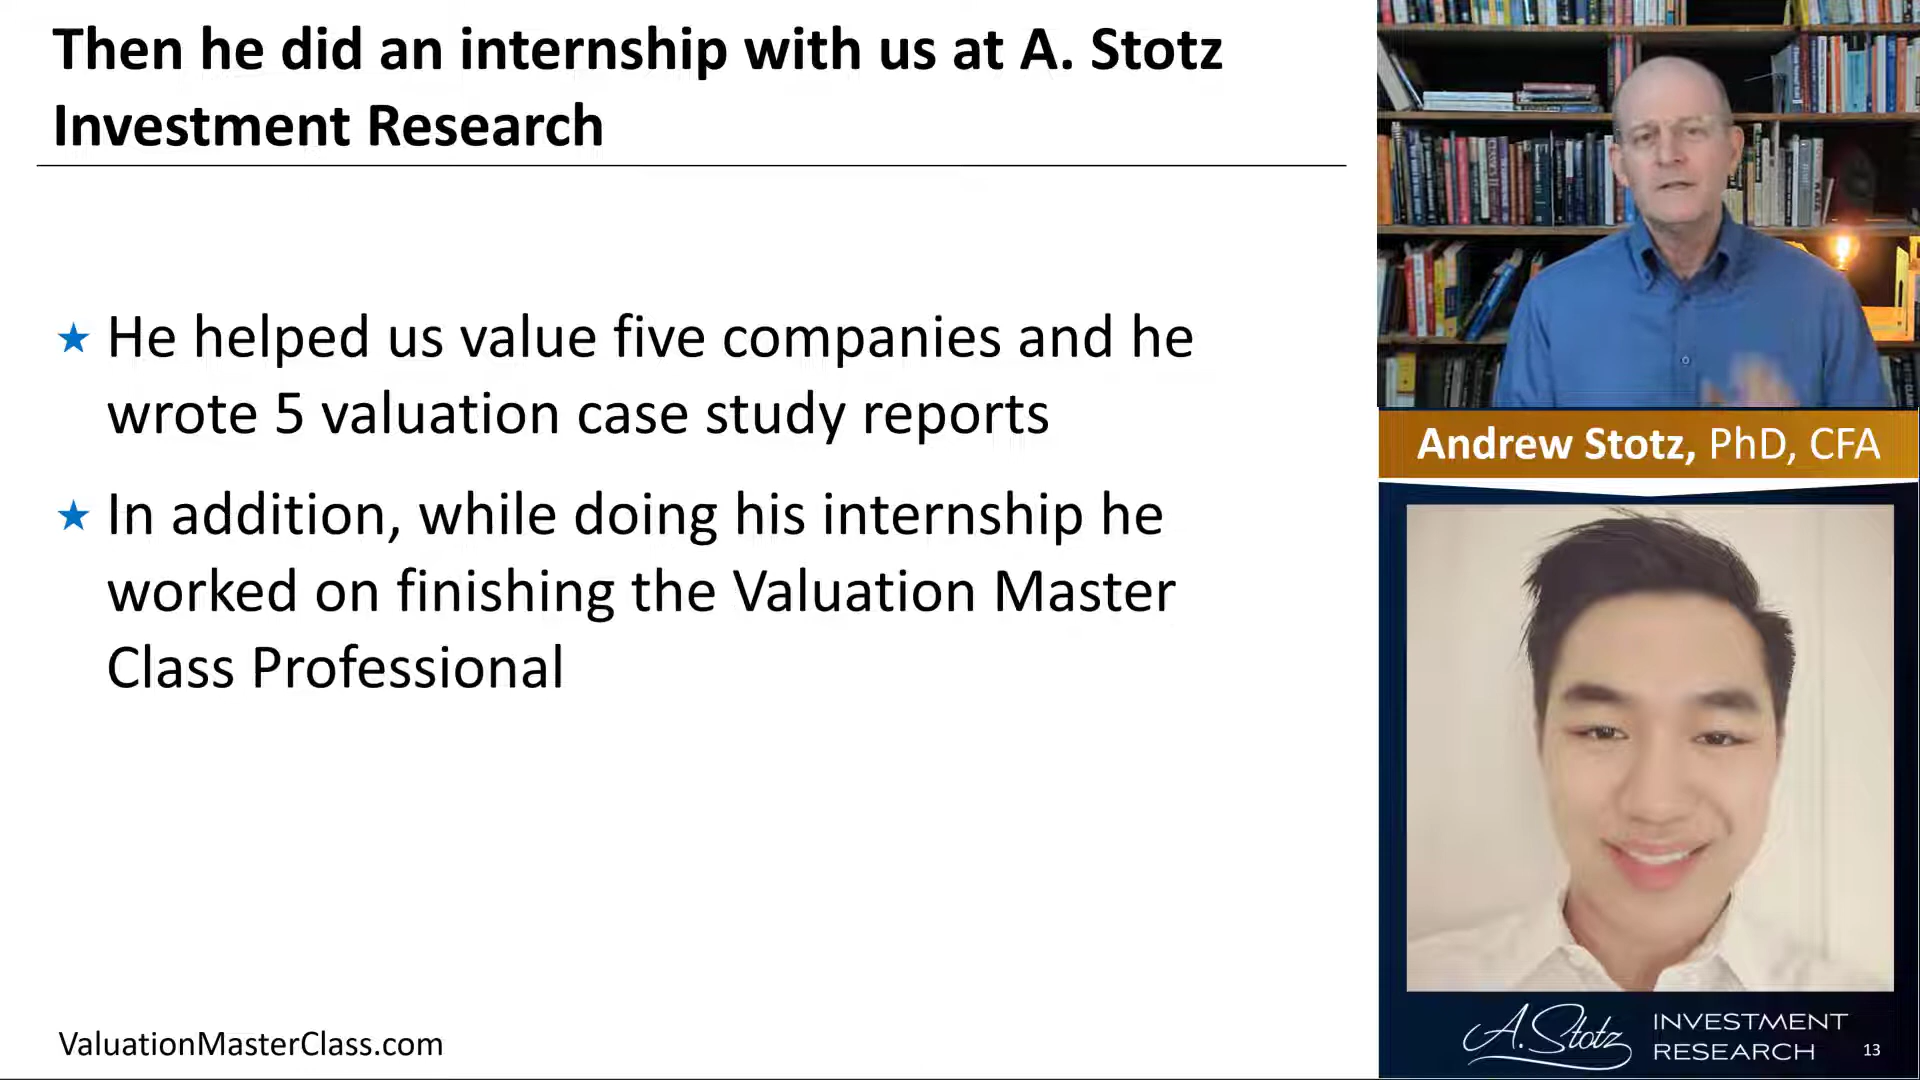 Then he did an internship with us at A. Stotz
Investment Research
He helped us value five companies and he
wrote 5 valuation case study reports
In addition, while doing his internship he
worked on finishing the Valuation Master
Class Professional
ValuationMasterClass.com
Andrew Stotz, PhD, CFA
A. Stotz
INVESTMENT
RESEARCH
13